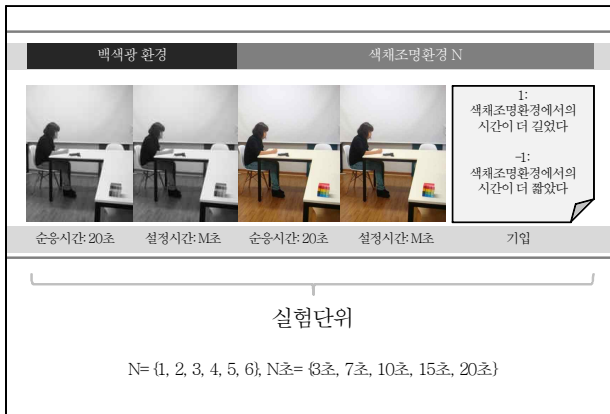 백색광 환경
색채조명환경 N
1:
색채조명환경에서의
시간이 더 길었다
-1:
색채조명환경에서의
시간이 더 짧았다
순응시간: 20초
설정시간: M초
순응시간: 20초
설정시간: M초
기입
실험단위
N= {1, 2, 3, 4, 5, 6}, N초= {3초, 7초, 10초, 15초, 20초}